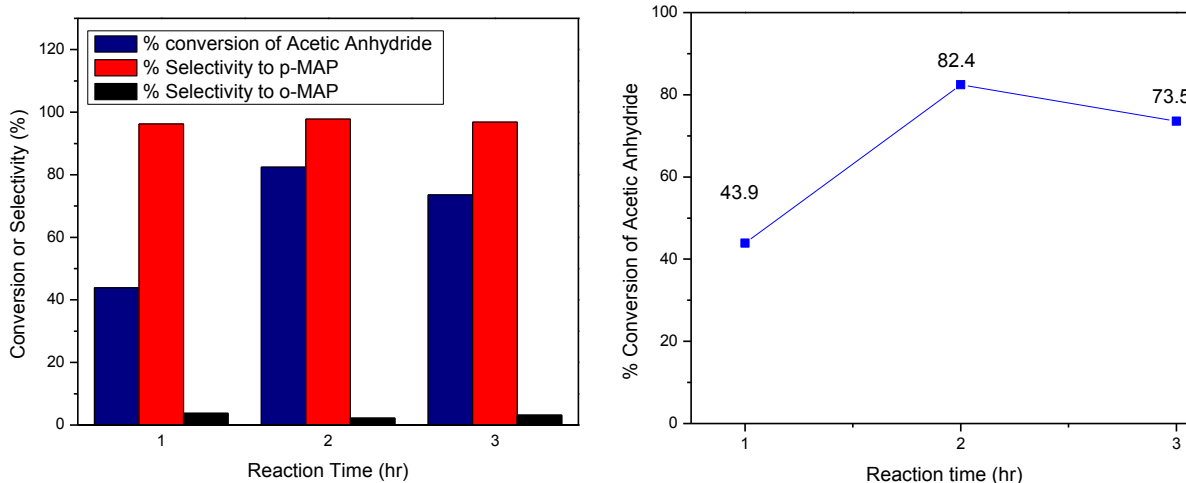 % conversion of Acetic Anhydride
% Selectivity to p-MAP
% Selectivity to o-MAP
Conversion or Selectivity (%)
120
100
80
60
40
20
0
1 2 3
Reaction Time (hr)
% Conversion of Acetic Anhydride
100
80
60
40
20
0
43.9
82.4
73.5
1 2 3
Reaction time (hr)